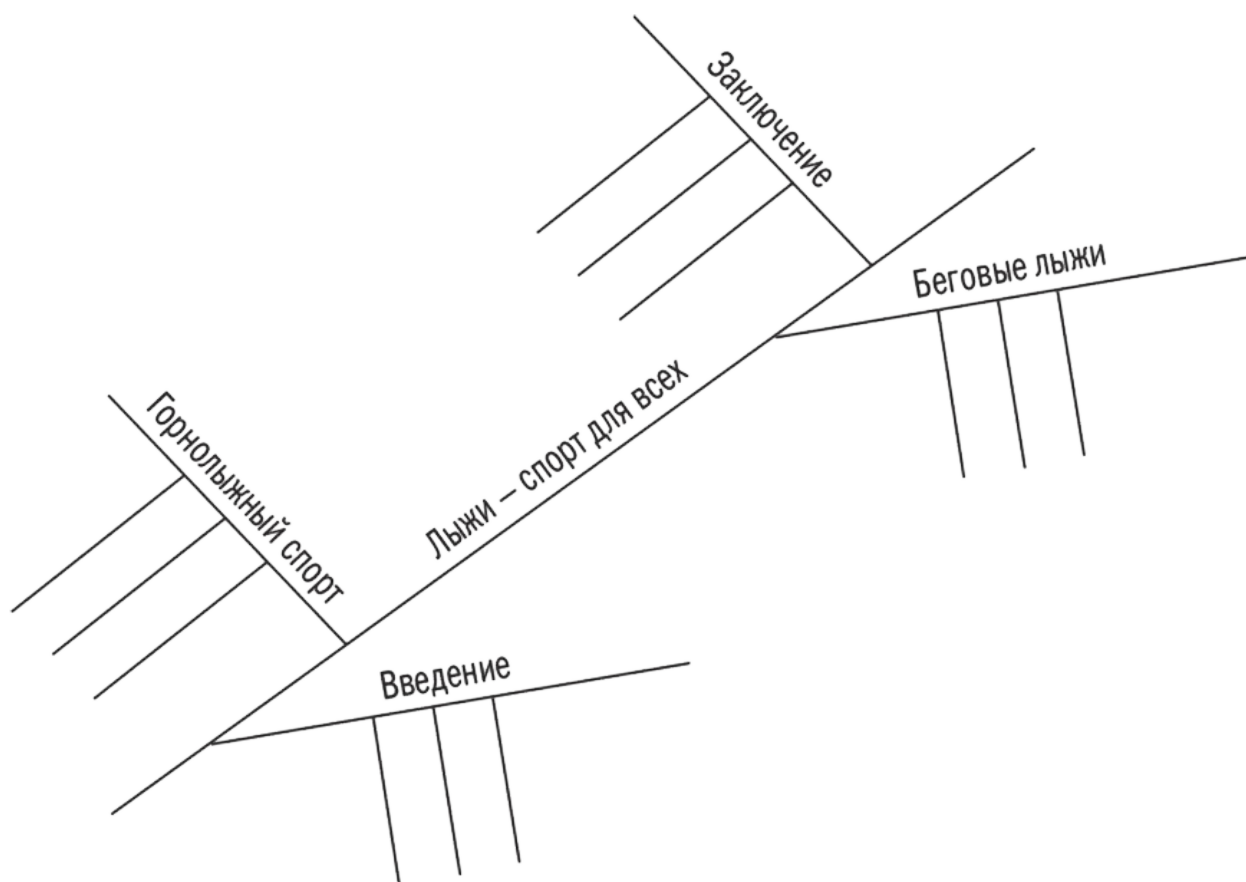 Заключение
Беговые лыжи
Лыжи – спорт для всех
Горнолыжный спорт
Введение